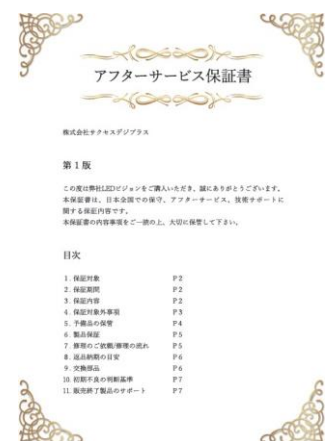 アフターサービス保証書
株式会社サクセスデジプラス
第1版
この度は弊社LEDビジョンをご購入いただき、誠にありがとうございます。
本保証書は、日本全国での保守、アフターサービス、技術サポートに
関する保証内容です。
本保証書の内容事項をご一読の上、大切に保管して下さい。
目次
1. 保証対象 P2
2. 保証期間 P2
3. 保証内容 P2
4. 保証対象外事項 P3
5. 予備品の保管 P4
6. 製品保証 P5
7. 修理のご依頼/修理の流れ P5
8. 返品納期の目安 P6
9. 交換部品 P6
10. 初期不良の判断基準 P7
11. 販売終了製品のサポート P7